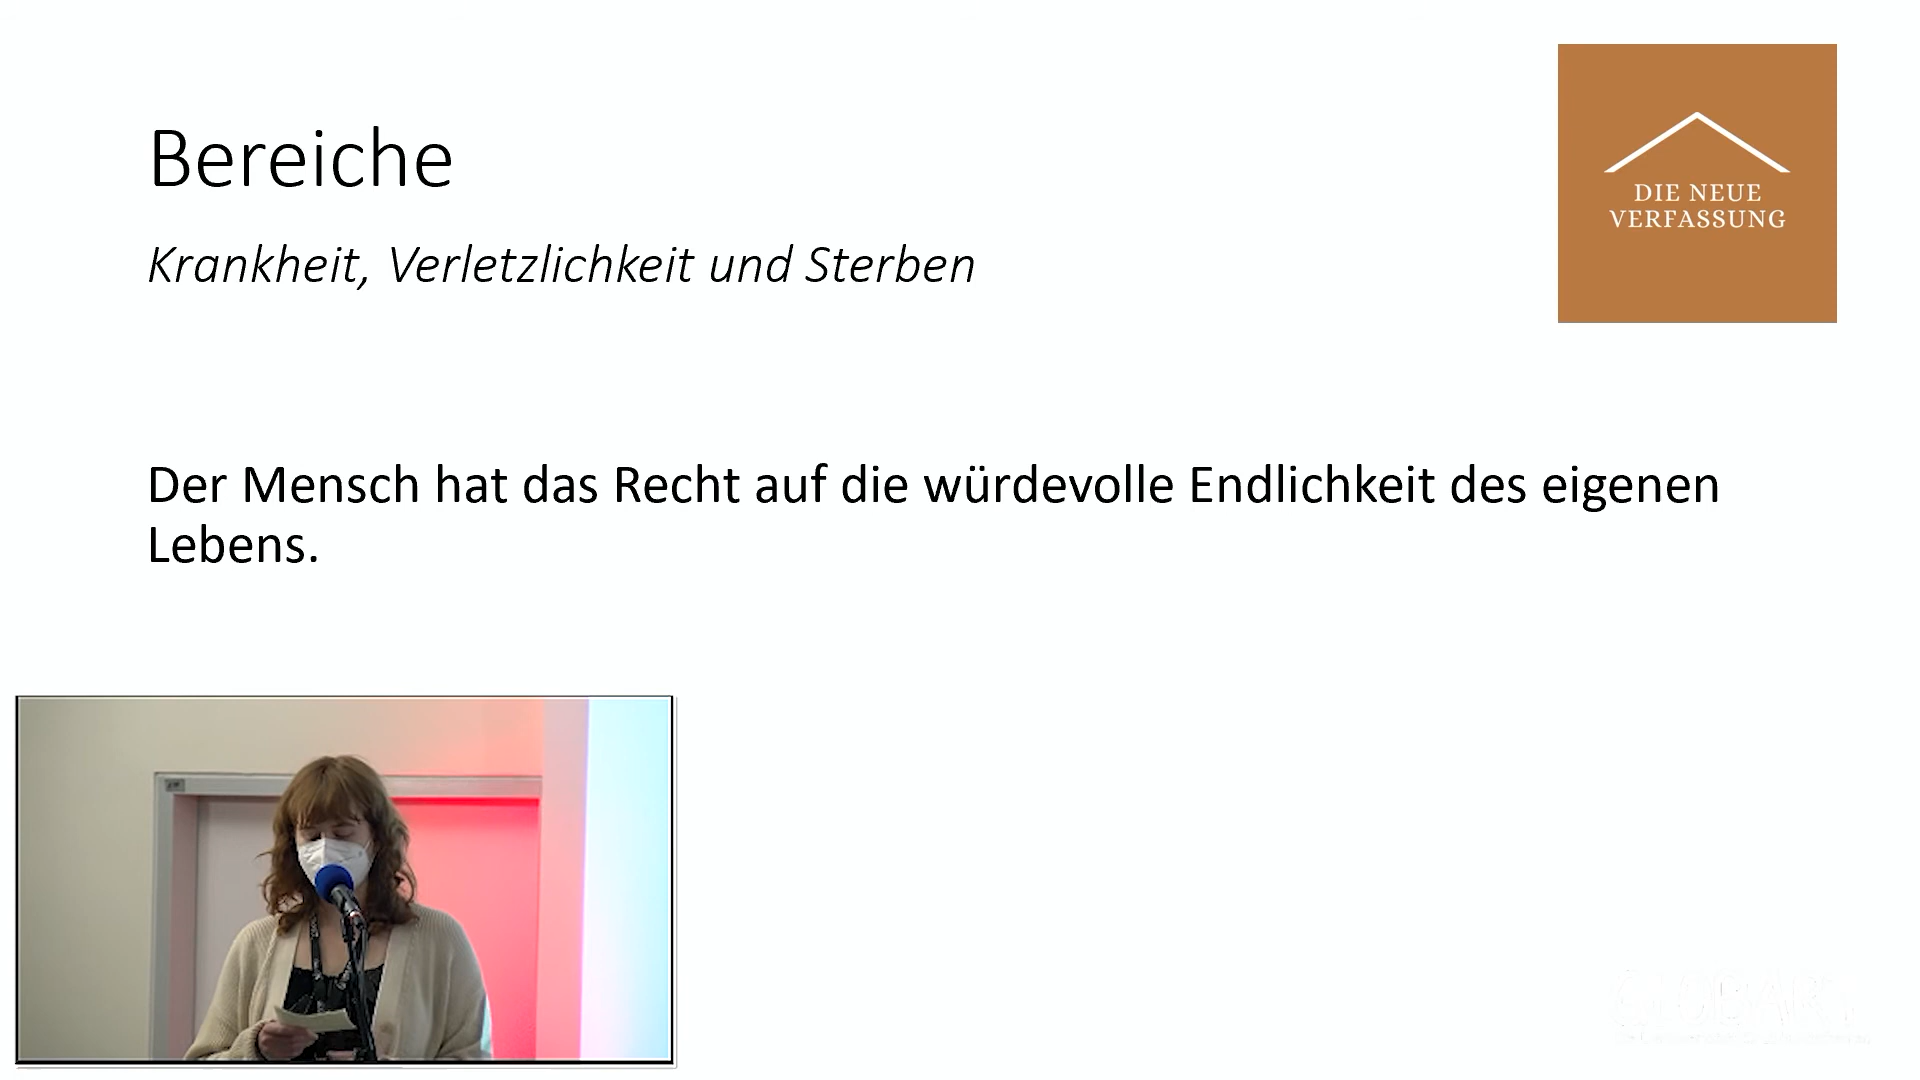 Bereiche
DIE NEUE
VERFASSUNG
Krankheit, Verletzlichkeit und Sterben
Der Mensch hat das Recht auf die würdevolle Endlichkeit des eigenen
Lebens.
GLOBART